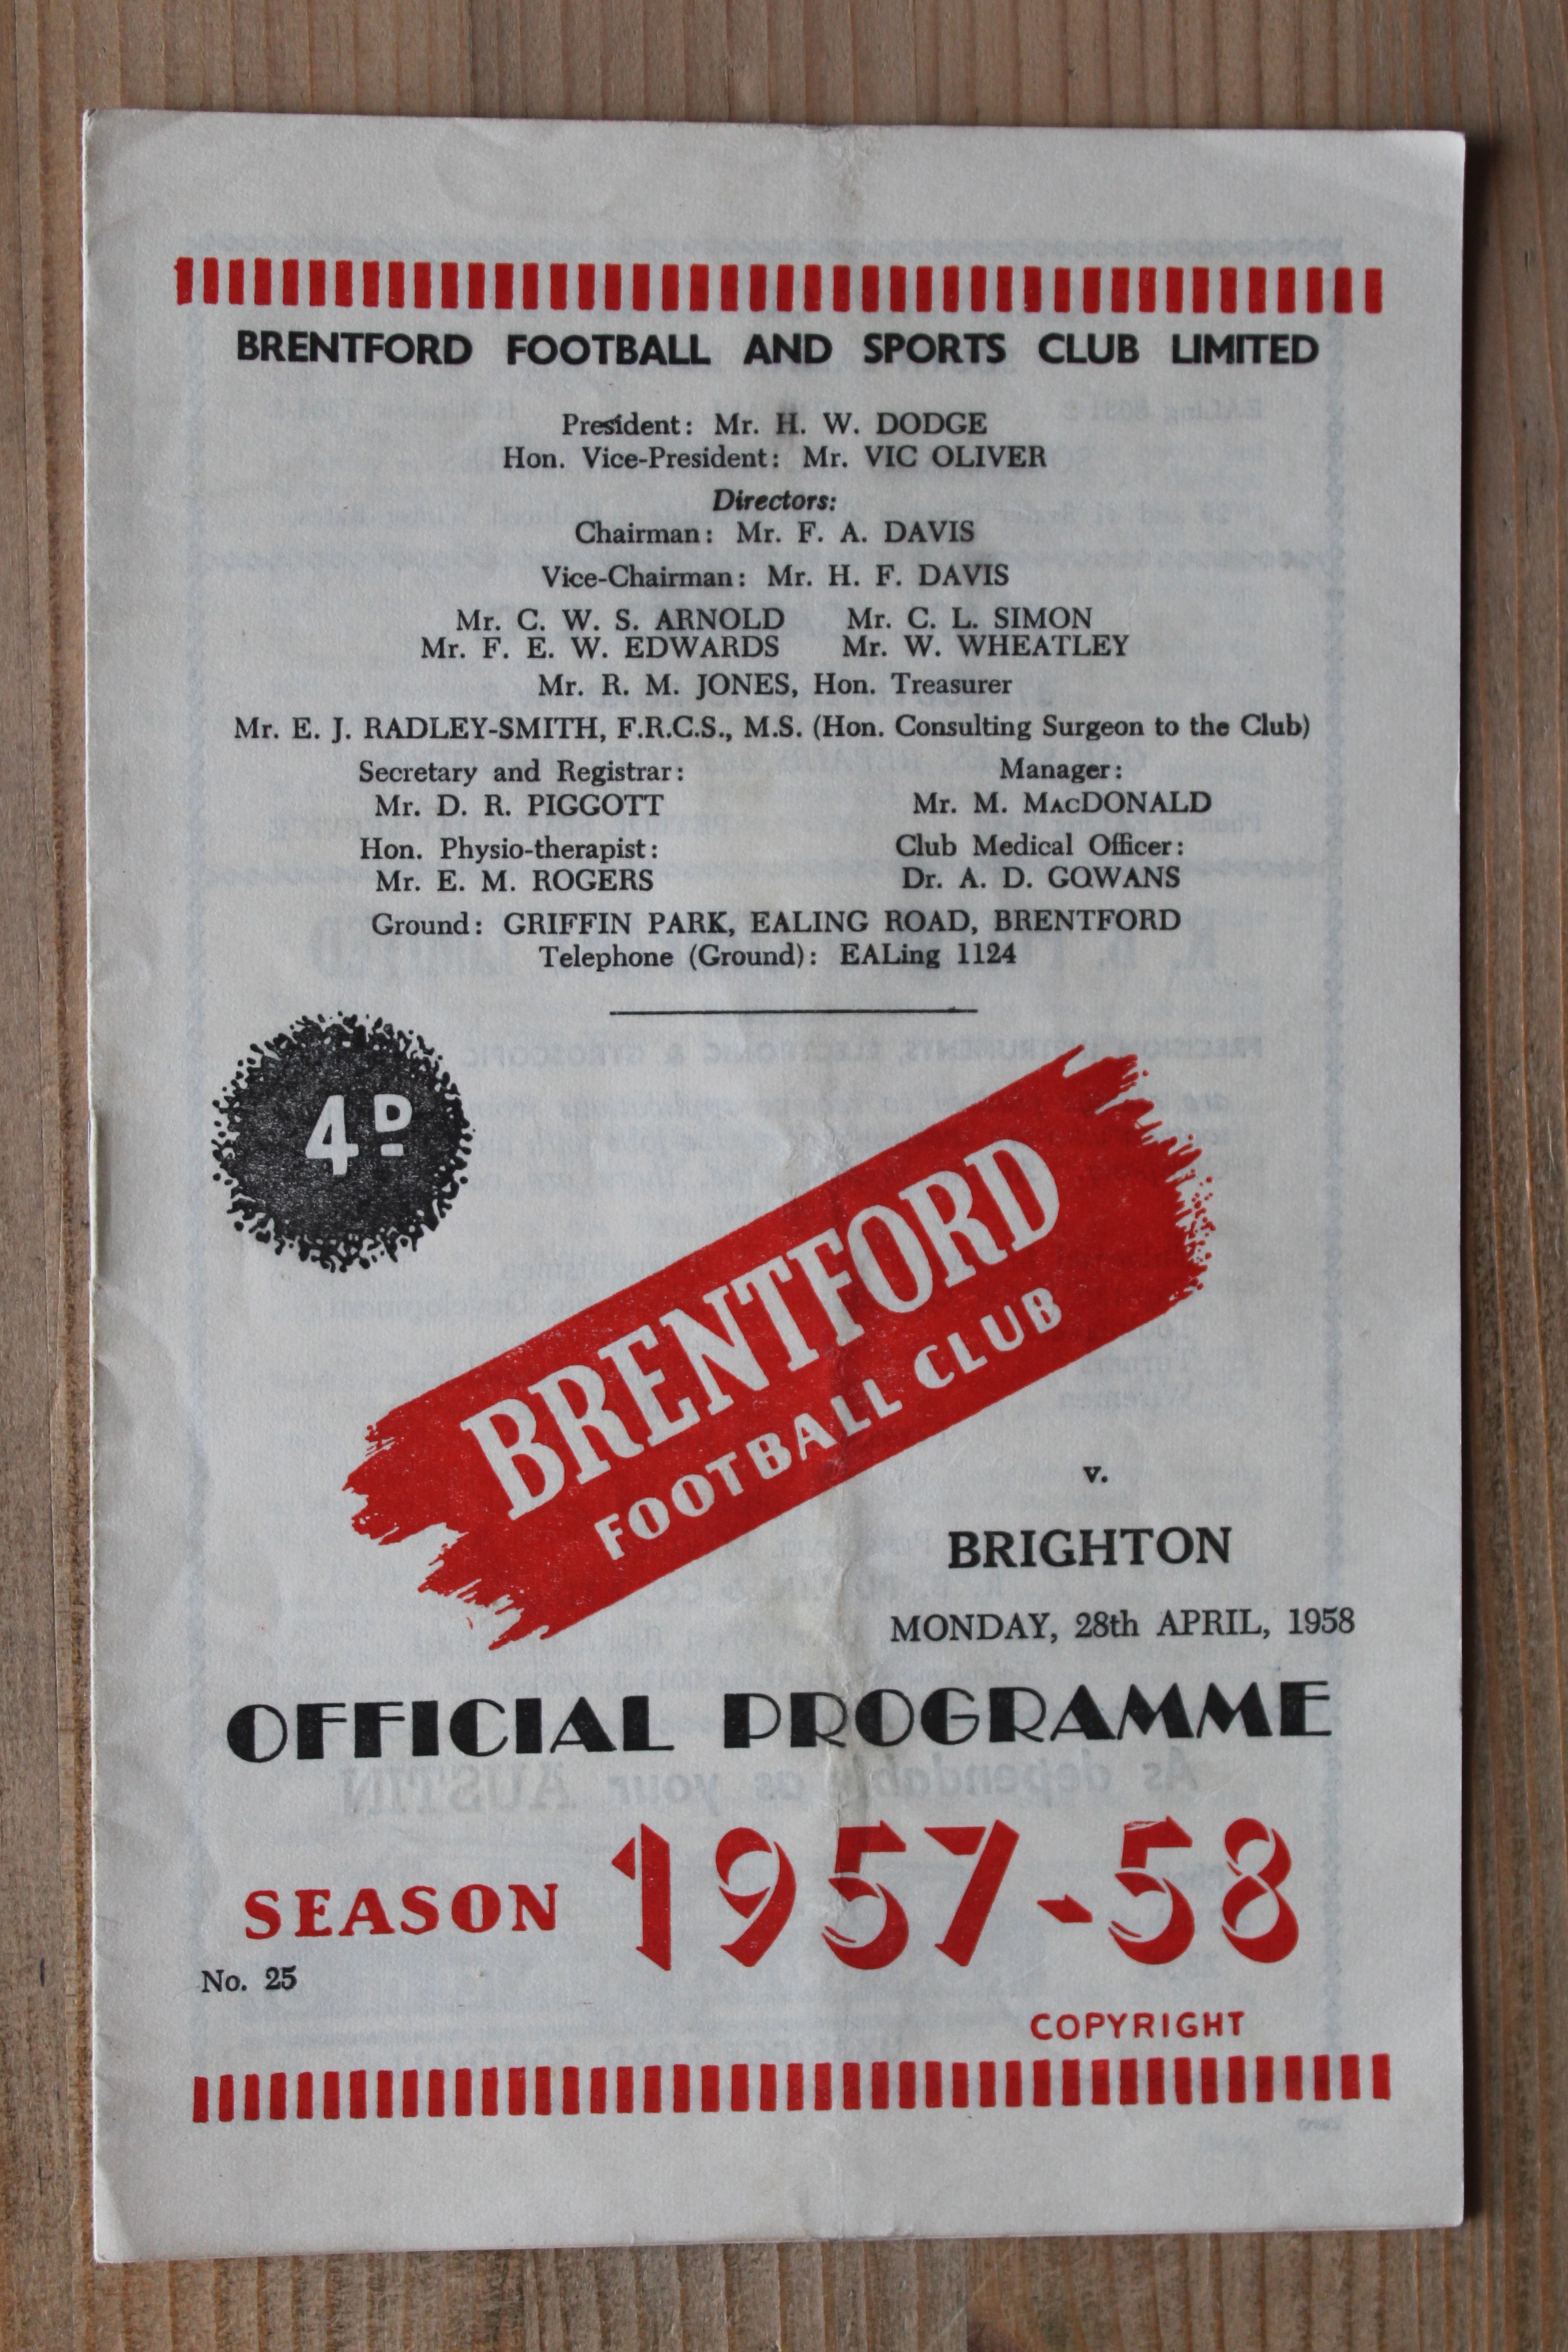 BRENTFORD FOOTBALL AND SPORTS CLUB LIMITED
President: Mr. H. W. DODGE
Hon. Vice-President: Mr. VIC OLIVER
Directors:
Chairman: Mr. F. A. DAVIS
Vice-Chairman: Mr. H. F. DAVIS
Mr. C. W. S. ARNOLD Mr. C. L. SIMON
Mr. F. E. W. EDWARDS Mr. W. WHEATLEY
Mr. R. M. JONES, Hon. Treasurer
Mr. E. J. RADLEY-SMITH, F.R.C.S., M.S. (Hon. Consulting Surgeon to the Club)
Secretary and Registrar: Manager:
Mr. D. R. PIGGOTT Mr. M. MacDONALD
Hon. Physio-therapist: Club Medical Officer:
Mr. E. M. ROGERS Dr. A. D. GOWANS
Ground: GRIFFIN PARK, EALING ROAD, BRENTFORD
Telephone (Ground): EALing 1124
4D
BRENTFORD
FOOTBALL CLUB
v.
BRIGHTON
MONDAY, 28th APRIL, 1958
OFFICIAL PROGRAMME
SEASON 1957-58
No. 25
COPYRIGHT